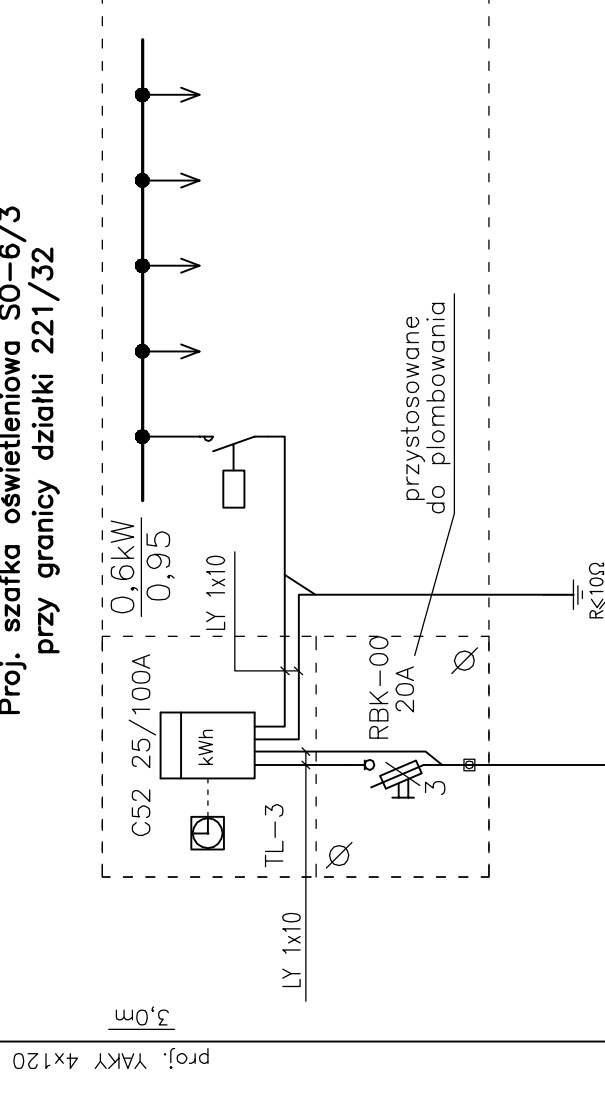 Proj. szafka oświetleniowa SO-6/3
przy granicy działki 221/32
0,6kW
0,95
LY 1x10
przystosowane
do plombowania
C52 25/100A
kWh
TL-3
RBK-00
20A
3
R≤10Ω
LY 1x10
3,0m
proj. YAKY 4x120